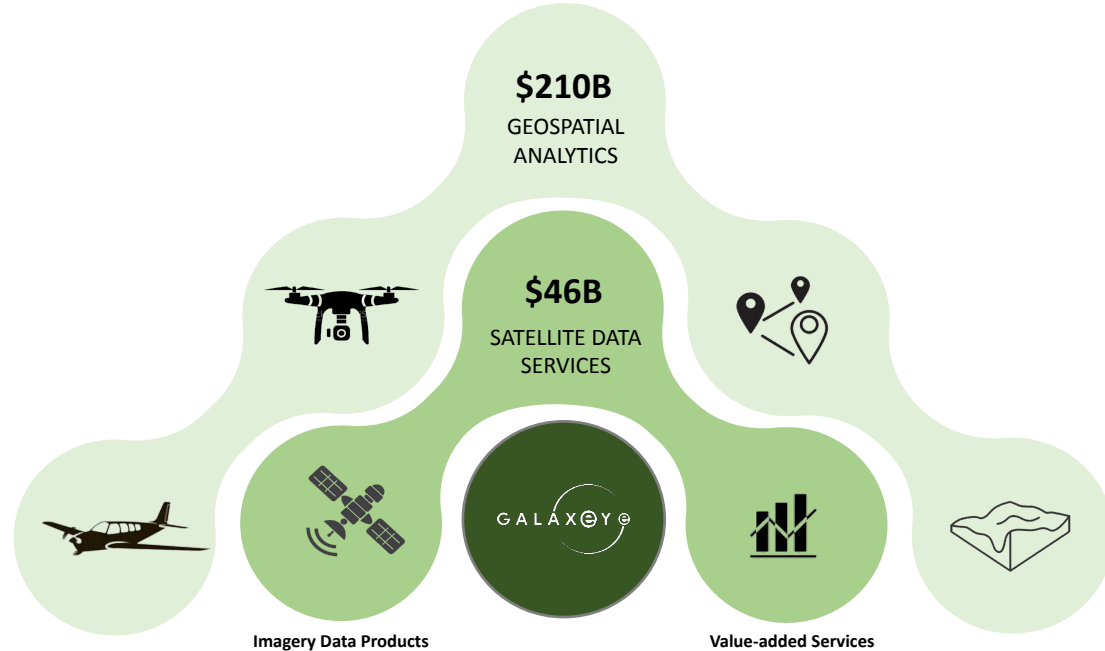 $210B
GEOSPATIAL
ANALYTICS
$46B
SATELLITE DATA
SERVICES
GALAXEYE
Imagery Data Products
Value-added Services